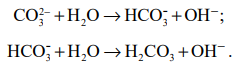 CO₃²⁻ + H₂O → HCO₃⁻ + OH⁻;
HCO₃⁻ + H₂O → H₂CO₃ + OH⁻.